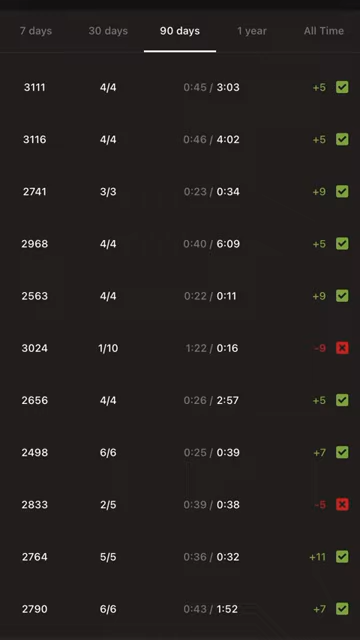 7 days 30 days 90 days 1 year All Time
3111 4/4 0:45 / 3:03 +5
3116 4/4 0:46 / 4:02 +5
2741 3/3 0:23 / 0:34 +9
2968 4/4 0:40 / 6:09 +5
2563 4/4 0:22 / 0:11 +9
3024 1/10 1:22 / 0:16 -9
2656 4/4 0:26 / 2:57 +5
2498 6/6 0:25 / 0:39 +7
2833 2/5 0:39 / 0:38 -5
2764 5/5 0:36 / 0:32 +11
2790 6/6 0:43 / 1:52 +7